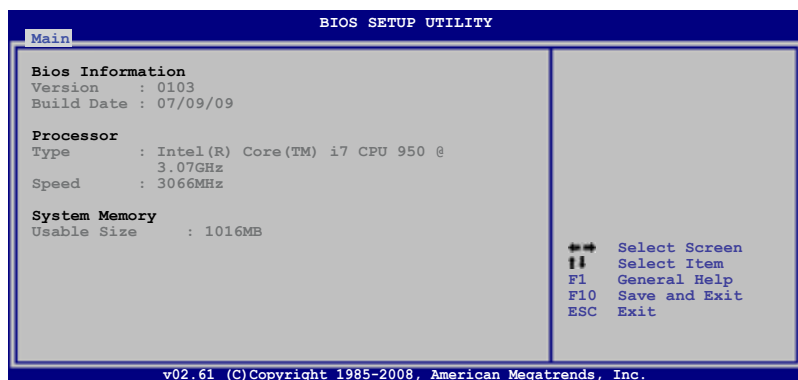 BIOS SETUP UTILITY
Main
Bios Information
Version : 0103
Build Date : 07/09/09
Processor
Type : Intel(R) Core(TM) i7 CPU 950 @
3.07GHz
Speed : 3066MHz
System Memory
Usable Size : 1016MB
←→ Select Screen
↑↓ Select Item
F1 General Help
F10 Save and Exit
ESC Exit
v02.61 (C)Copyright 1985-2008, American Megatrends, Inc.